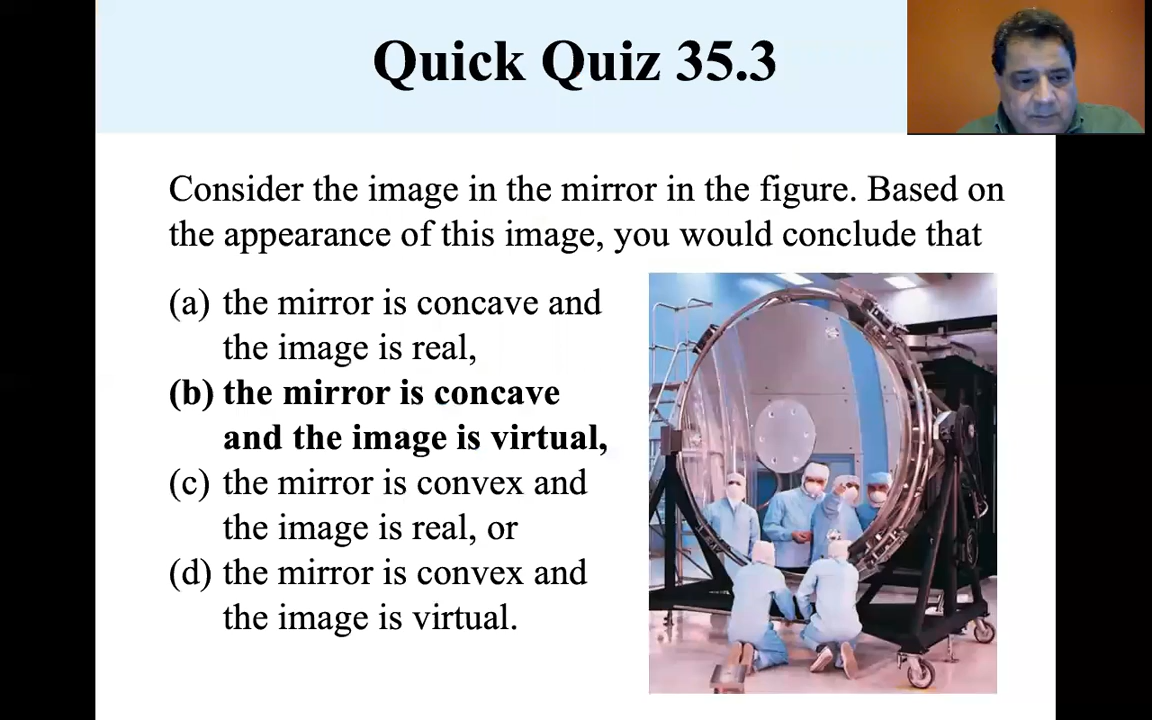 Quick Quiz 35.3
Consider the image in the mirror in the figure. Based on
the appearance of this image, you would conclude that
(a) the mirror is concave and
the image is real,
(b) the mirror is concave
and the image is virtual,
(c) the mirror is convex and
the image is real, or
(d) the mirror is convex and
the image is virtual.